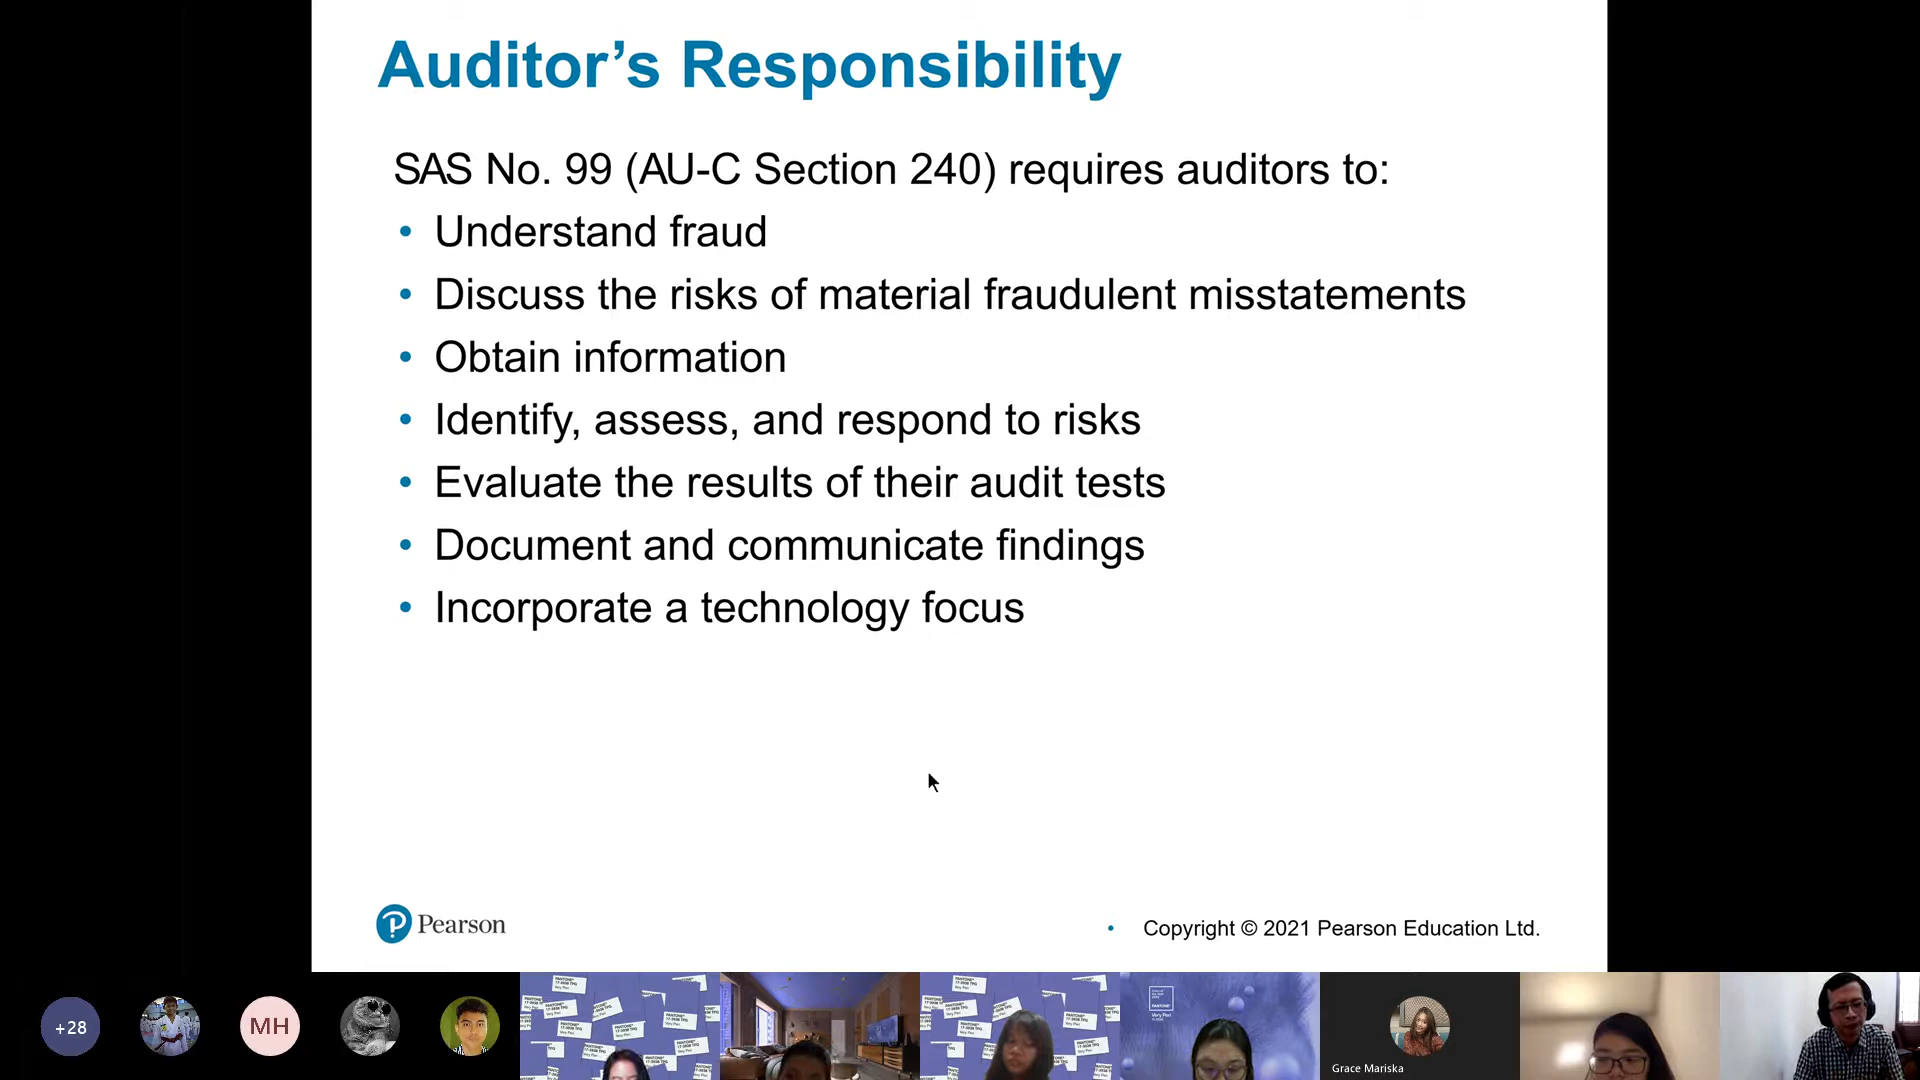 Auditor’s Responsibility
SAS No. 99 (AU-C Section 240) requires auditors to:
• Understand fraud
• Discuss the risks of material fraudulent misstatements
• Obtain information
• Identify, assess, and respond to risks
• Evaluate the results of their audit tests
• Document and communicate findings
• Incorporate a technology focus
P Pearson
• Copyright © 2021 Pearson Education Ltd.
+28
MH
Grace Mariska